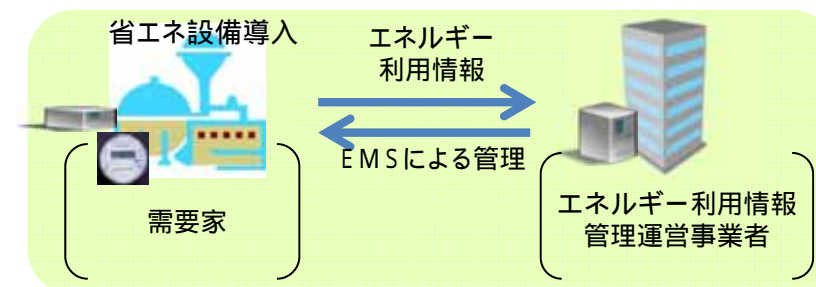 省エネ設備導入
エネルギー
利用情報
EMSによる管理
需要家
エネルギー利用情報
管理運営事業者